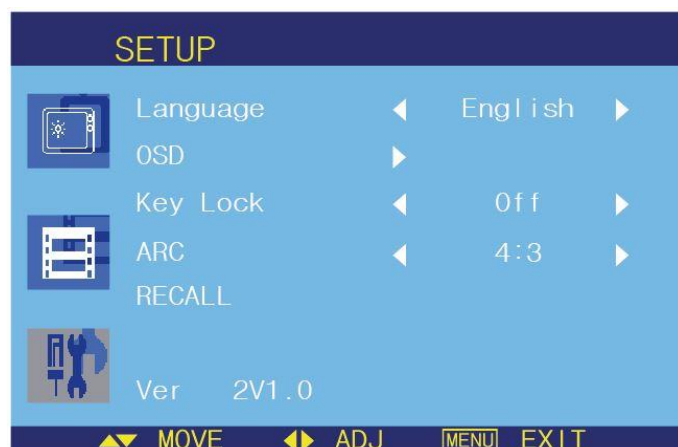 SETUP
Language English
OSD
Key Lock Off
ARC 4:3
RECALL
Ver 2V1.0
MOVE ADJ MENU EXIT